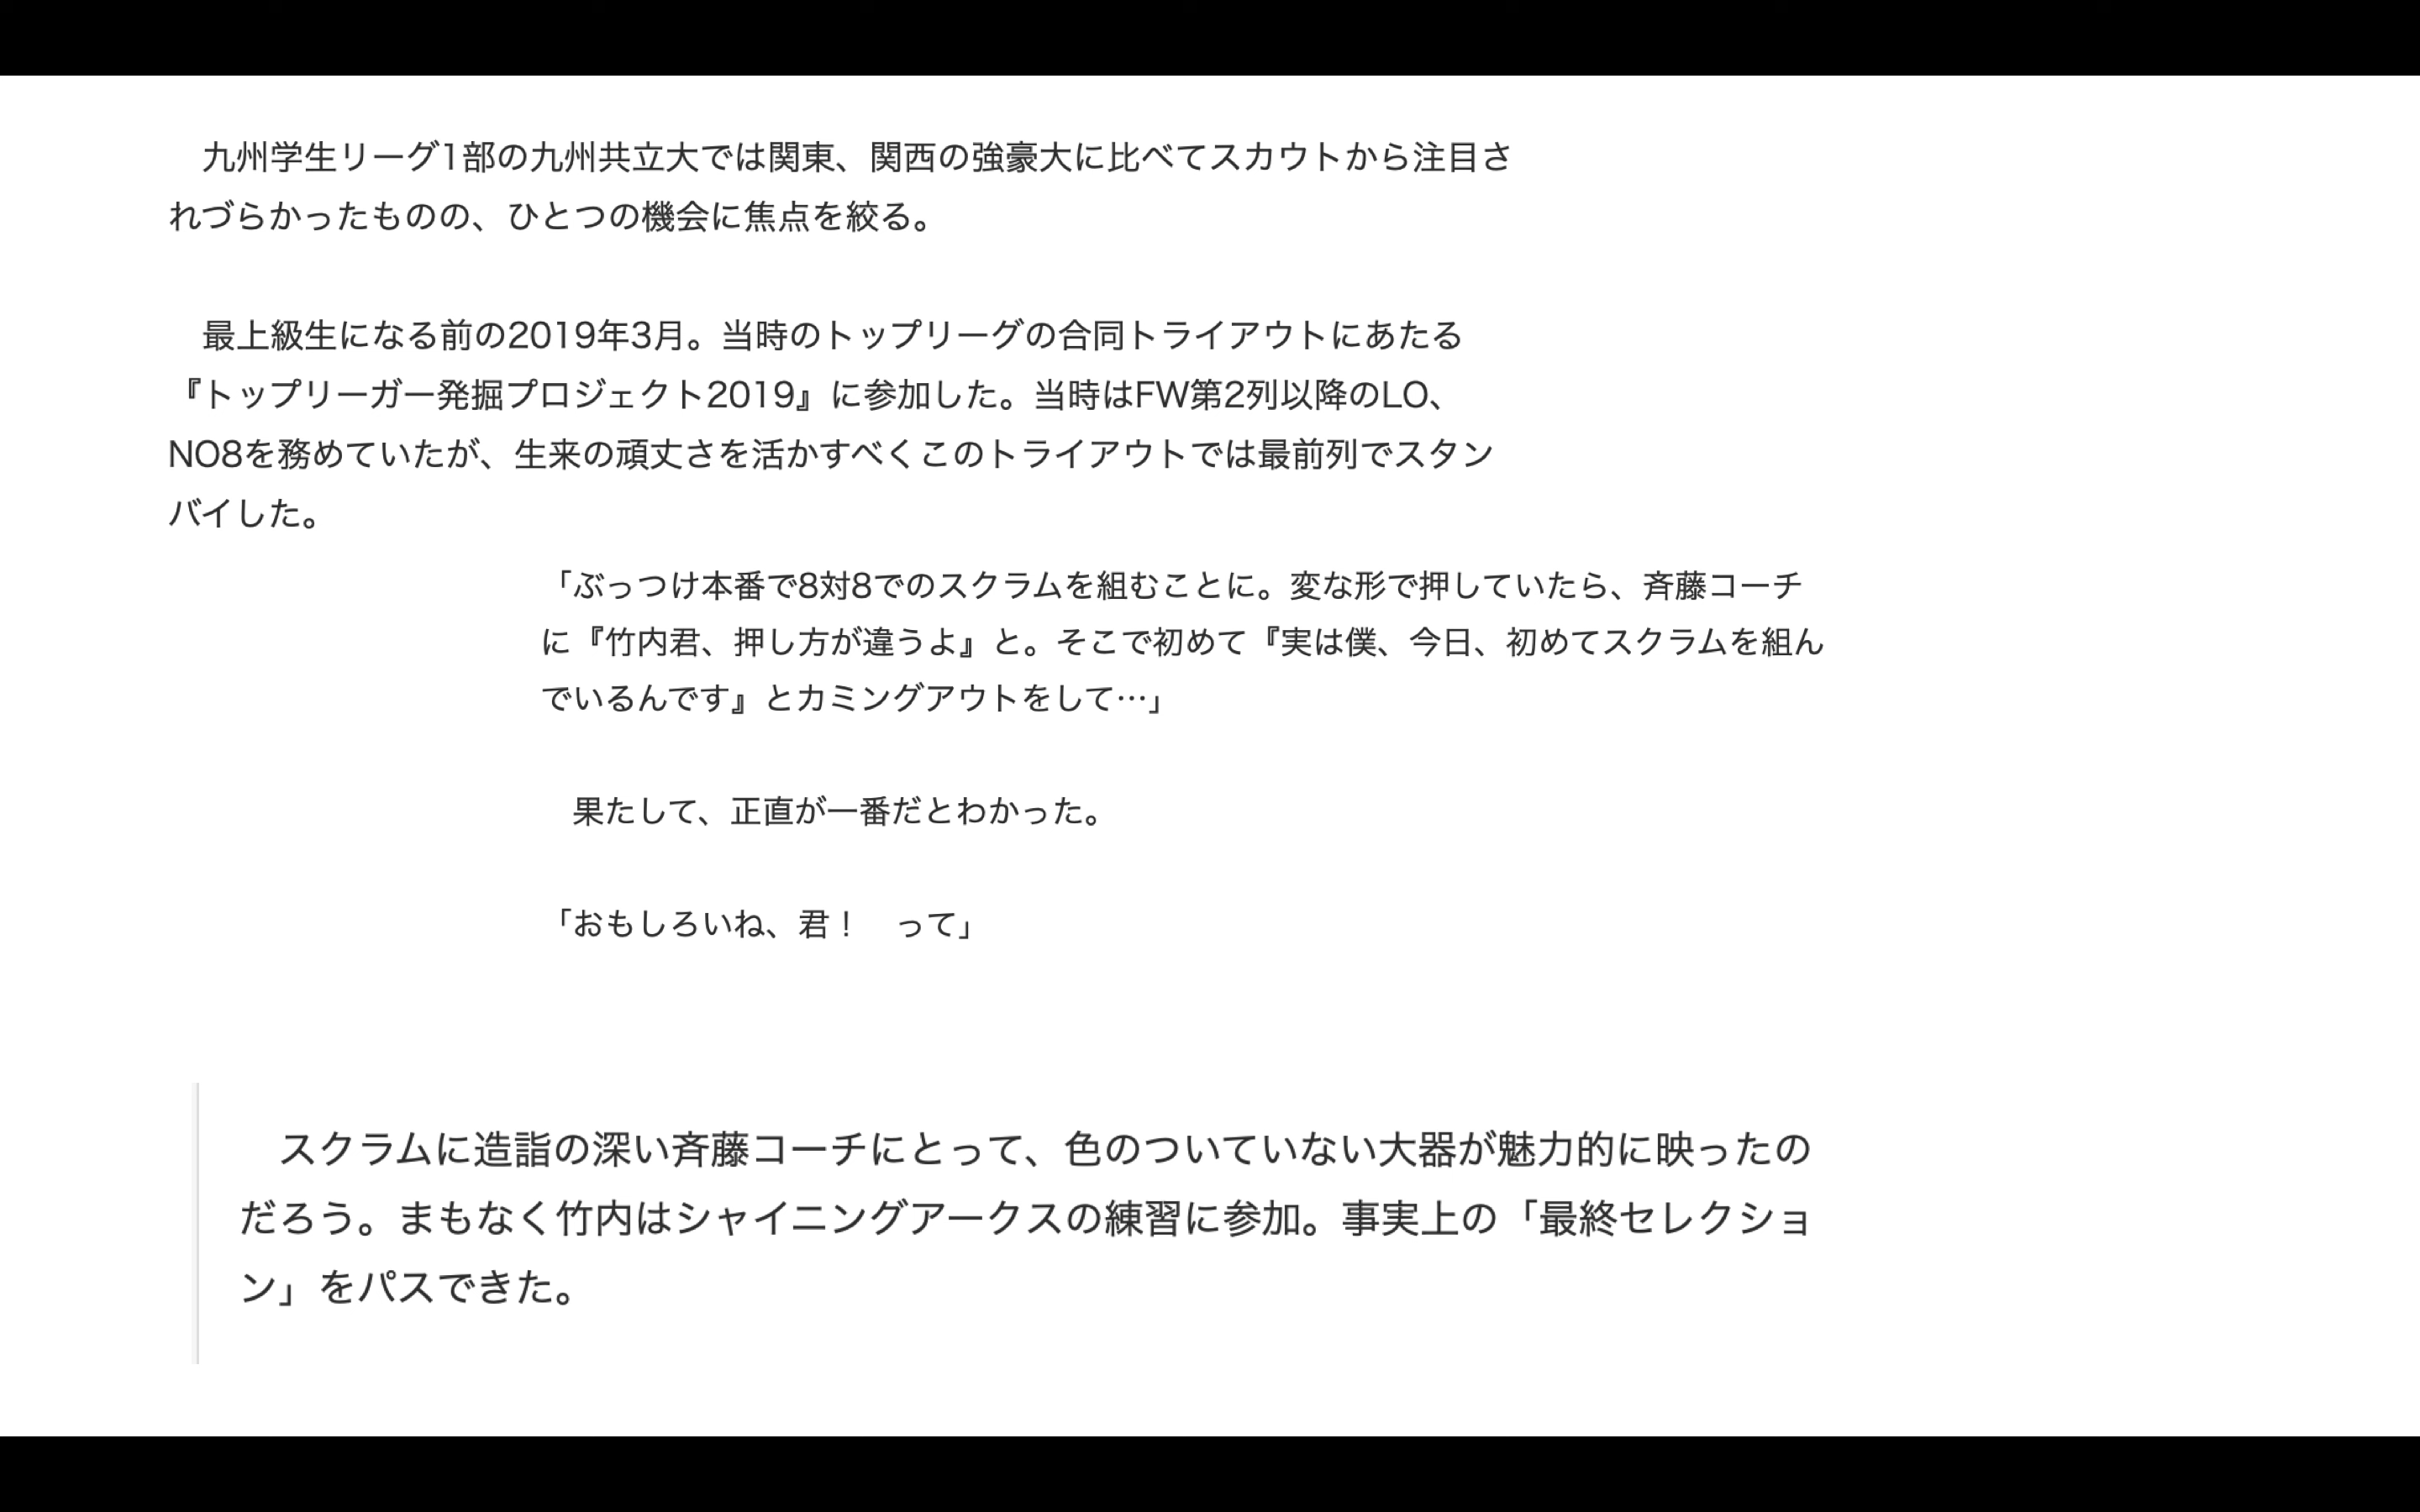 九州学生リーグ1部の九州共立大では関東、関西の強豪大に比べてスカウトから注目さ
れづらかったものの、ひとつの機会に焦点を絞る。
最上級生になる前の2019年3月。当時のトップリーグの合同トライアウトにあたる
『トップリーガー発掘プロジェクト2019』に参加した。当時はFW第2列以降のLO、
NO8を務めていたが、生来の頑丈さを活かすべくこのトライアウトでは最前列でスタン
バイした。
「ぶっつけ本番で8対8でのスクラムを組むことに。変な形で押していたら、斉藤コーチ
に『竹内君、押し方が違うよ』と。そこで初めて『実は僕、今日、初めてスクラムを組ん
でいるんです』とカミングアウトをして…」
果たして、正直が一番だとわかった。
「おもしろいね、君！　って」
スクラムに造詣の深い斉藤コーチにとって、色のついていない大器が魅力的に映ったの
だろう。まもなく竹内はシャイニングアークスの練習に参加。事実上の「最終セレクショ
ン」をパスできた。